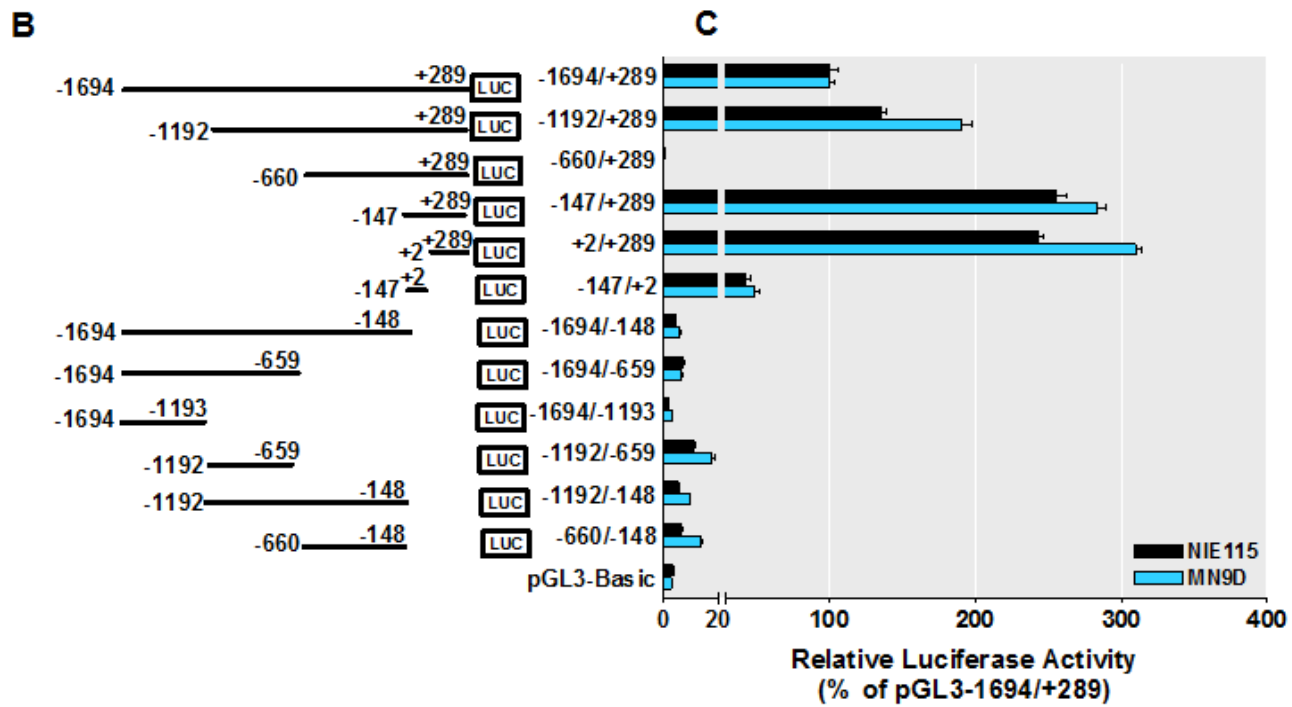 B
C
-1694 +289 LUC -1694/+289
-1192 +289 LUC -1192/+289
-660 +289 LUC -660/+289
-147 +289 LUC -147/+289
+2 +289 LUC +2/+289
-147 +2 LUC -147/+2
-1694 -148 LUC -1694/-148
-1694 -659 LUC -1694/-659
-1694 -1193 LUC -1694/-1193
-1192 -659 LUC -1192/-659
-1192 -148 LUC -1192/-148
-660 -148 LUC -660/-148
pGL3-Basic
NIE115
MN9D
0 20 100 200 300 400
Relative Luciferase Activity
(% of pGL3-1694/+289)